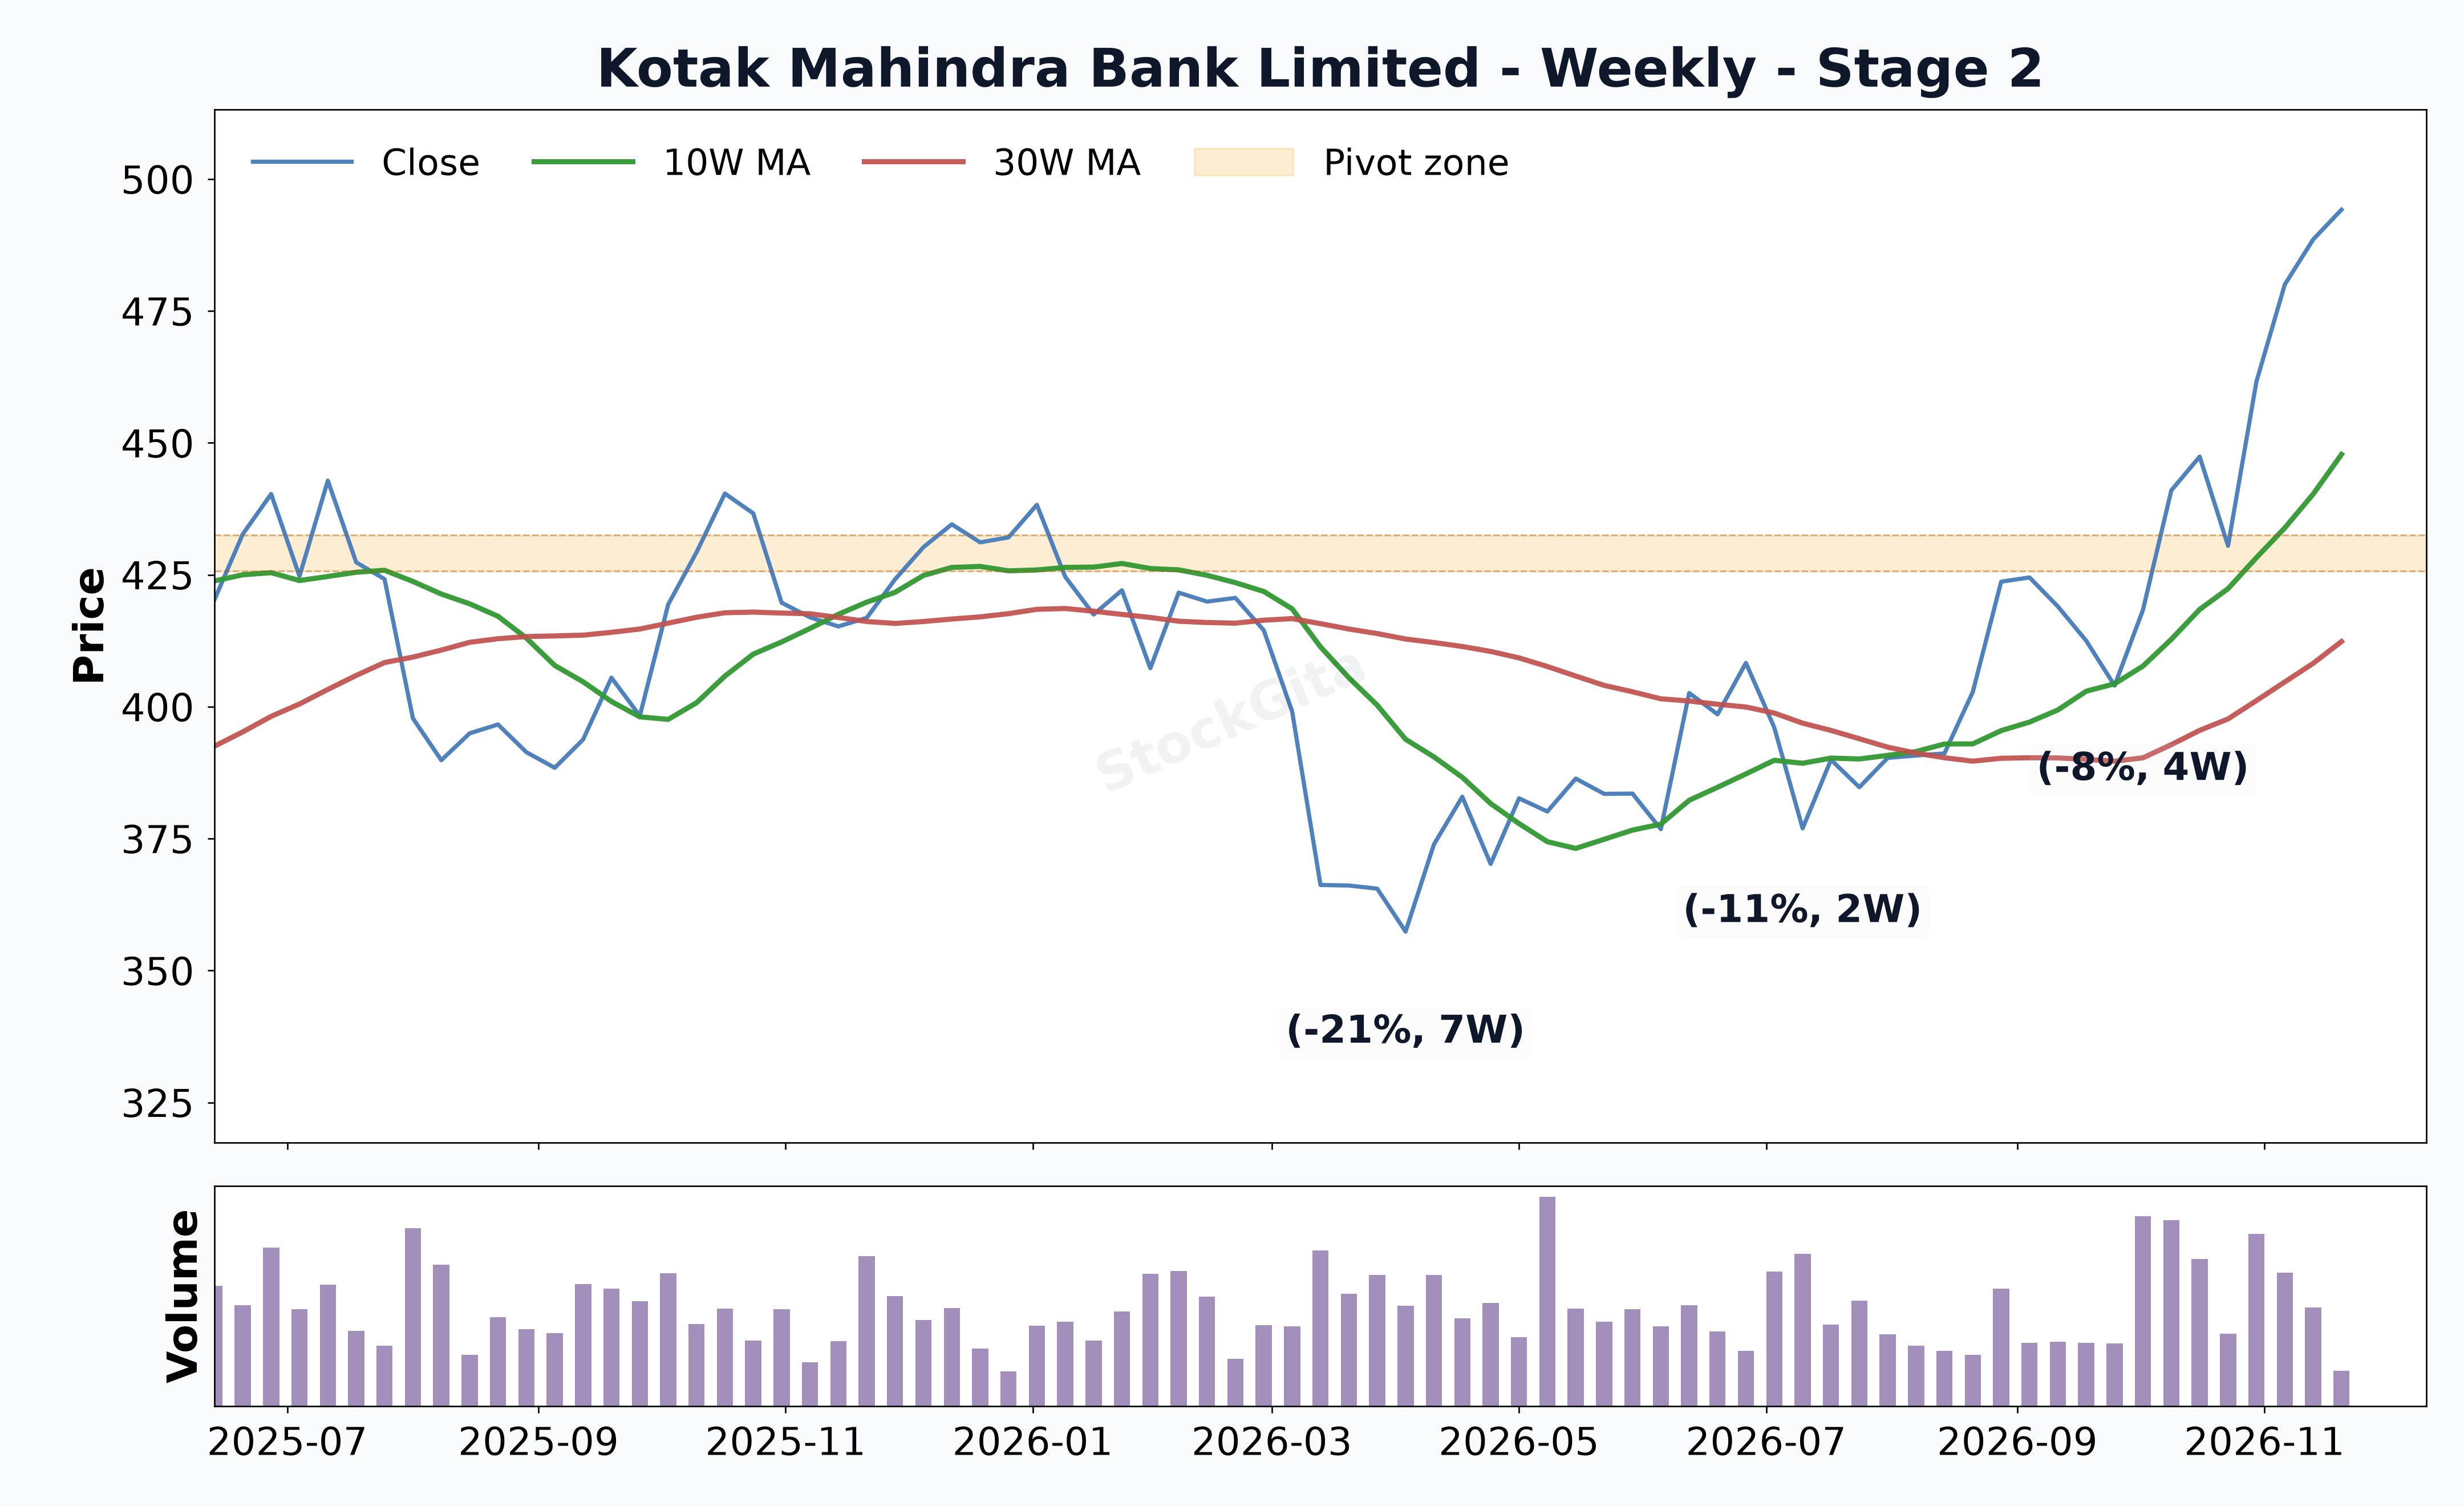 Kotak Mahindra Bank Limited - Weekly - Stage 2
Close 10W MA 30W MA Pivot zone
500
475
450
425
400
375
350
325
Price
StockGita
(-8%, 4W)
(-11%, 2W)
(-21%, 7W)
Volume
2025-07 2025-09 2025-11 2026-01 2026-03 2026-05 2026-07 2026-09 2026-11